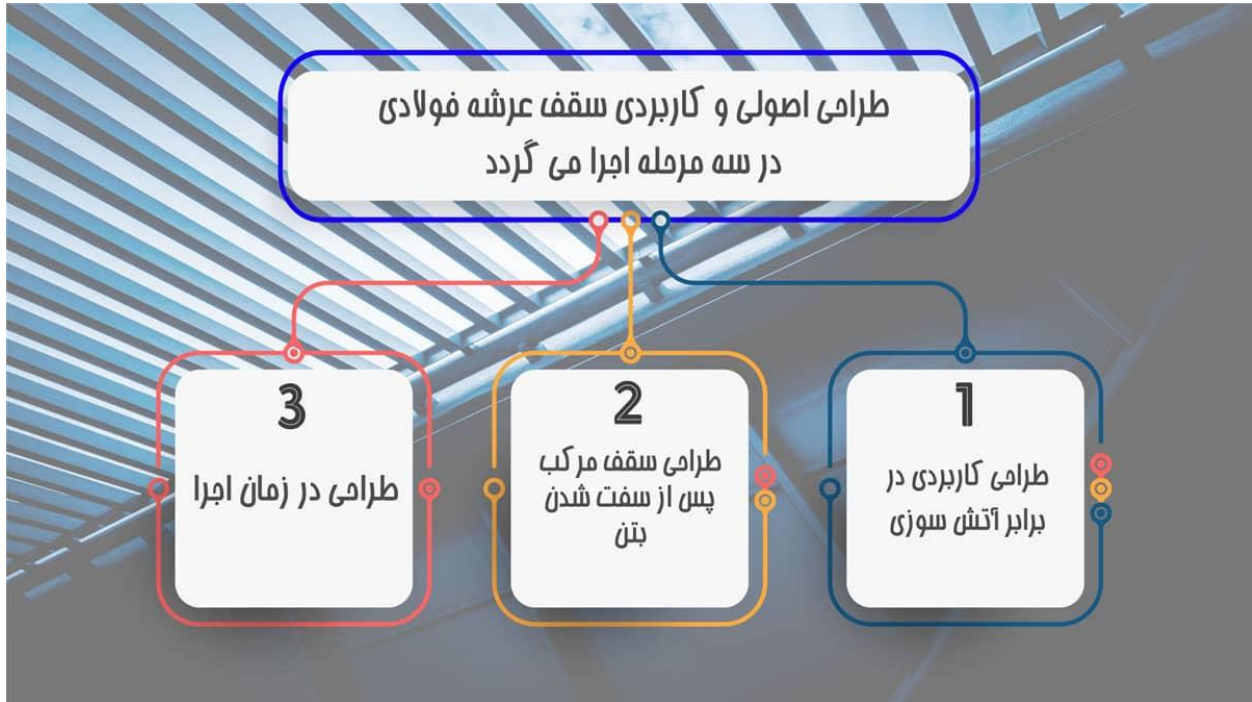 طراحی اصولی و کاربردی سقف عرشه فولادی
در سه مرحله اجرا می گردد
1
طراحی کاربردی در
برابر آتش سوزی
2
طراحی سقف مرکب
پس از سفت شدن
بتن
3
طراحی در زمان اجرا